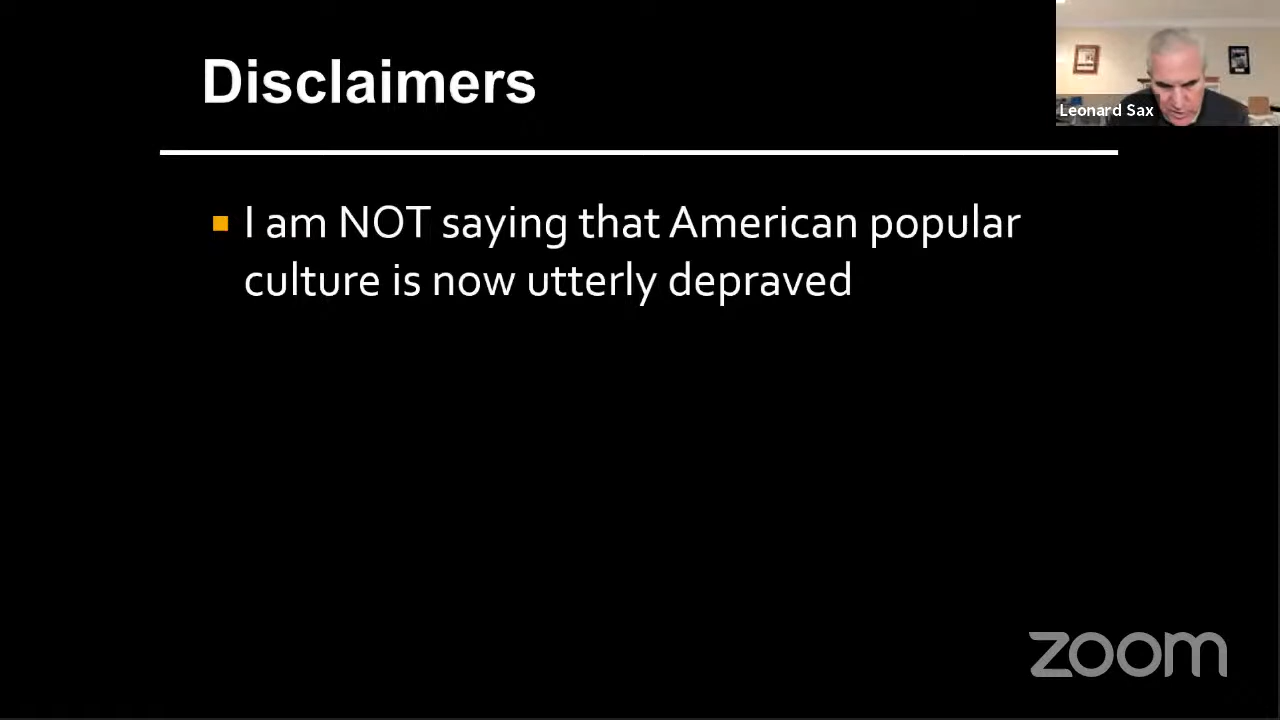 Disclaimers
Leonard Sax
I am NOT saying that American popular
culture is now utterly depraved
zoom